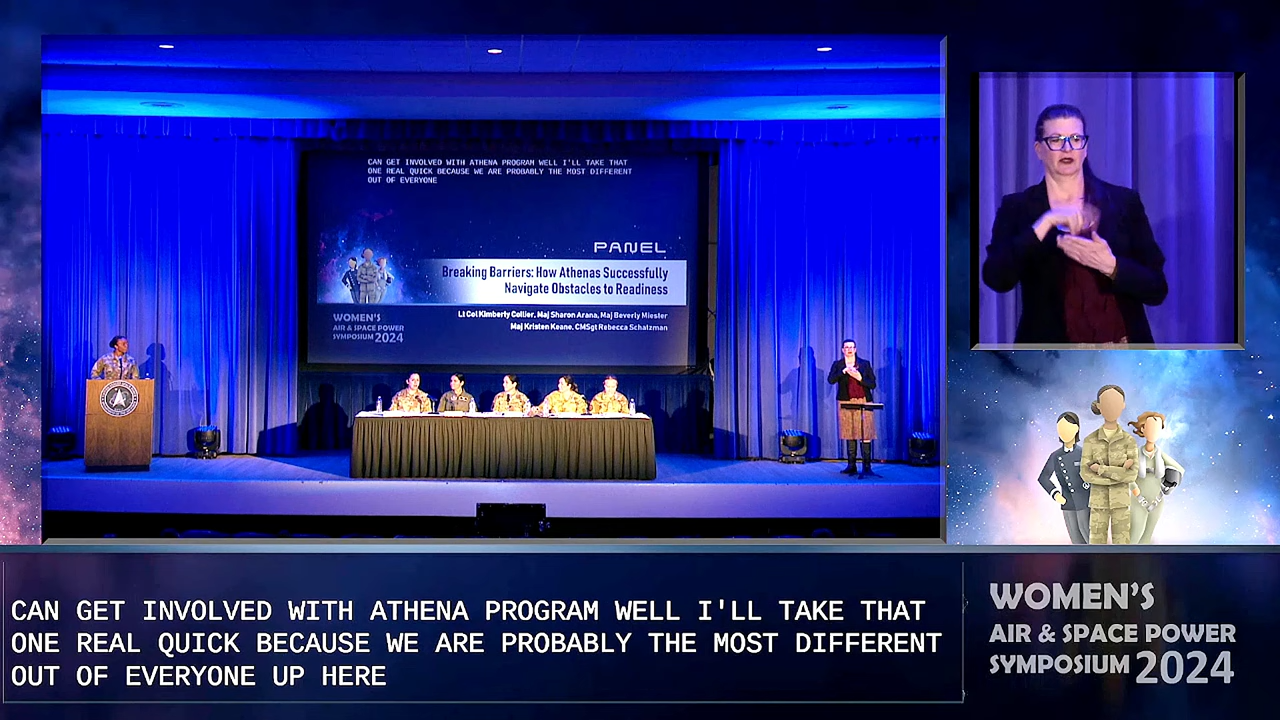 CAN GET INVOLVED WITH ATHENA PROGRAM WELL I'LL TAKE THAT
ONE REAL QUICK BECAUSE WE ARE PROBABLY THE MOST DIFFERENT
OUT OF EVERYONE
PANEL
Breaking Barriers: How Athenas Successfully
Navigate Obstacles to Readiness
Lt Col Kimberly Collier, Maj Sharon Arana, Maj Beverly Miester
Maj Kristen Keane, CMSgt Rebecca Schatzman
WOMEN'S
AIR & SPACE POWER
SYMPOSIUM 2024
CAN GET INVOLVED WITH ATHENA PROGRAM WELL I'LL TAKE THAT
ONE REAL QUICK BECAUSE WE ARE PROBABLY THE MOST DIFFERENT
OUT OF EVERYONE UP HERE
WOMEN'S
AIR & SPACE POWER
SYMPOSIUM 2024